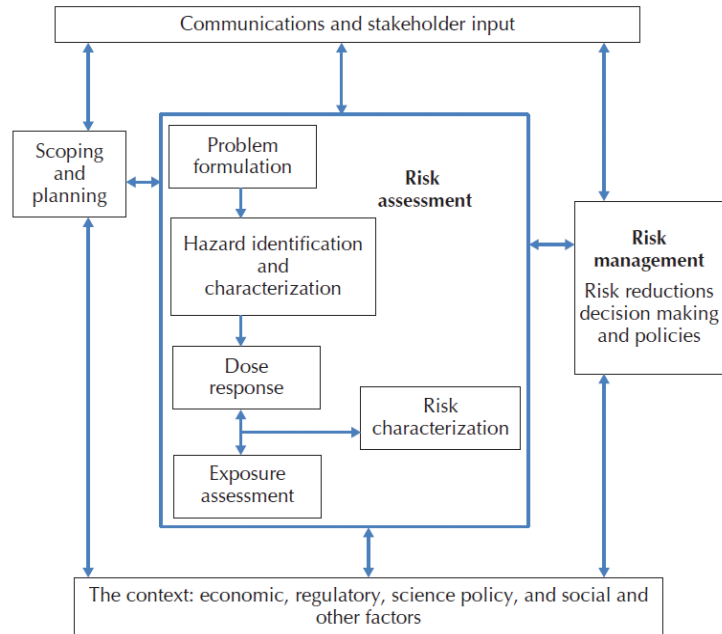 Communications and stakeholder input
Scoping
and
planning
Problem
formulation
Risk
assessment
Hazard identification
and
characterization
Risk
management
Risk reductions
decision making
and policies
Dose
response
Risk
characterization
Exposure
assessment
The context: economic, regulatory, science policy, and social and
other factors